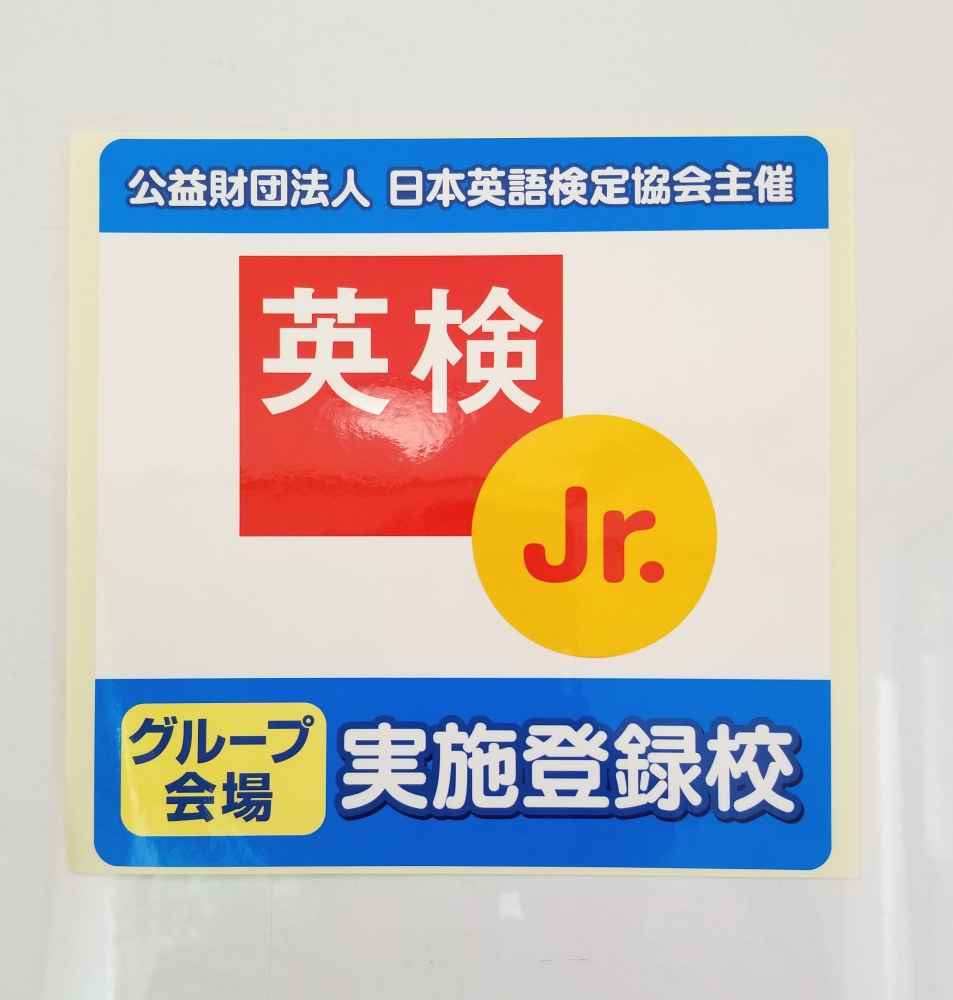 公益財団法人 日本英語検定協会主催
英検
Jr.
グループ
会場
実施登録校